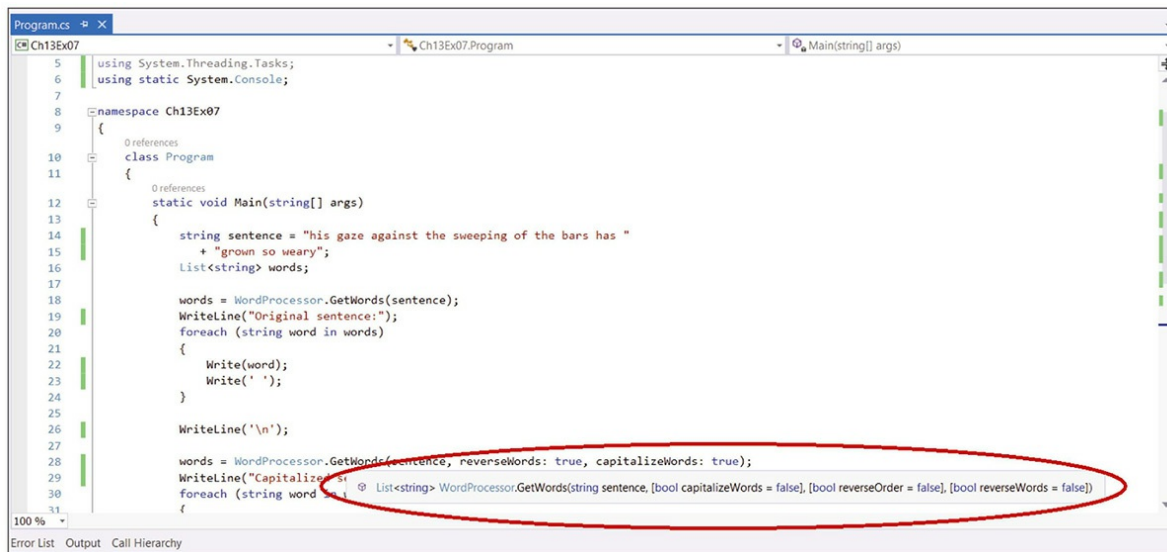 Program.cs
Ch13Ex07 Ch13Ex07.Program Main(string[] args)
5 using System.Threading.Tasks;
6 using static System.Console;
7
8 namespace Ch13Ex07
9 {
0 references
10 class Program
11 {
0 references
12 static void Main(string[] args)
13 {
14 string sentence = "his gaze against the sweeping of the bars has "
15 + "grown so weary";
16 List<string> words;
17
18 words = WordProcessor.GetWords(sentence);
19 WriteLine("Original sentence:");
20 foreach (string word in words)
21 {
22 Write(word);
23 Write(' ');
24 }
25
26 WriteLine('\n');
27
28 words = WordProcessor.GetWords(sentence, reverseWords: true, capitalizeWords: true);
29 WriteLine("Capitalized
List<string> WordProcessor.GetWords(string sentence, [bool capitalizeWords = false], [bool reverseOrder = false], [bool reverseWords = false])
30 foreach (string word
31 {
100 %
Error List Output Call Hierarchy